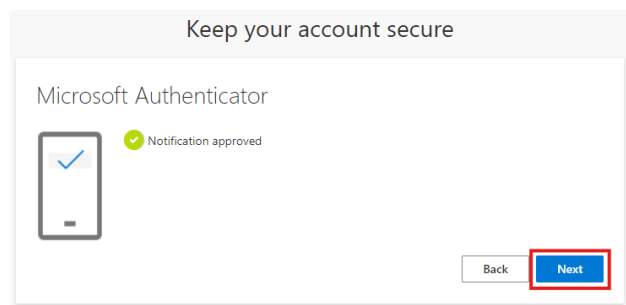 Keep your account secure
Microsoft Authenticator
Notification approved
Back Next